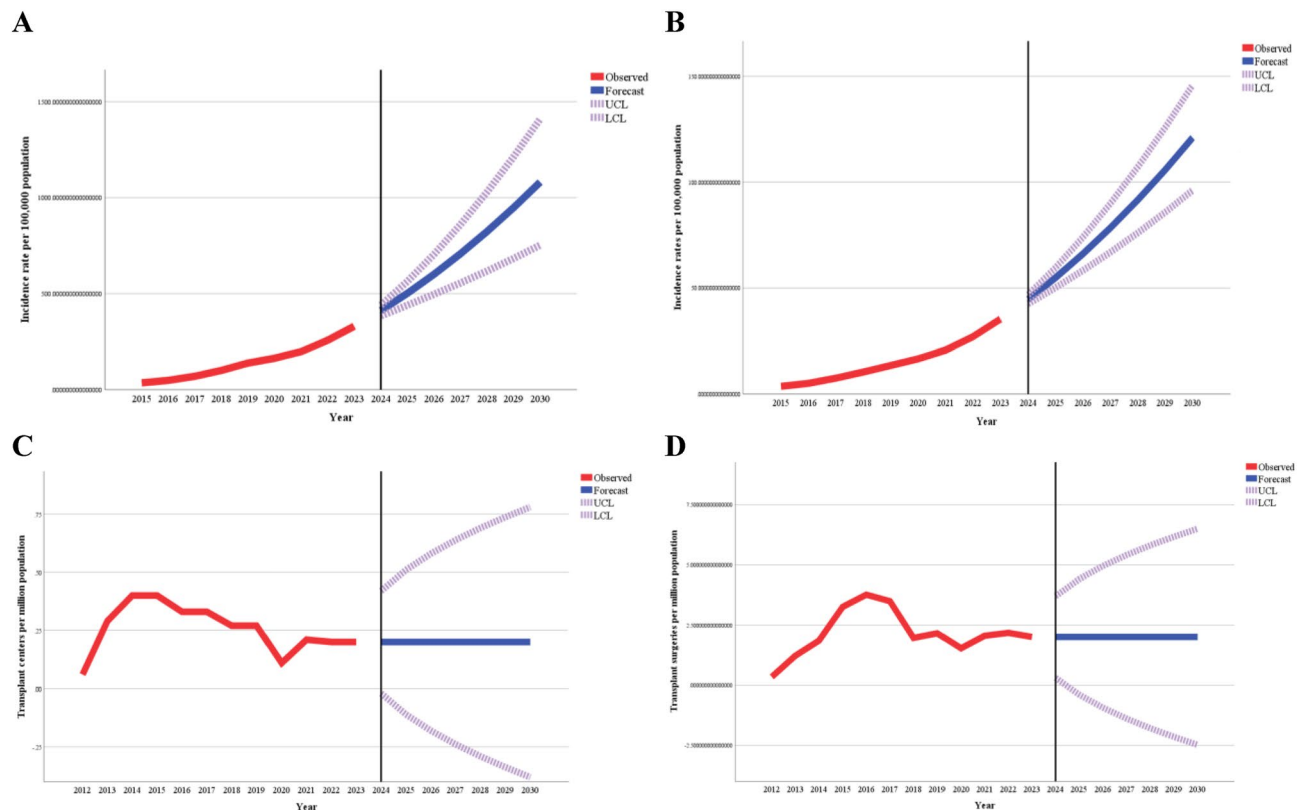 A
Observed
Forecast
UCL
LCL
Incidence rate per 100,000 population
2015 2016 2017 2018 2019 2020 2021 2022 2023 2024 2025 2026 2027 2028 2029 2030
Year
B
Observed
Forecast
UCL
LCL
Incidence rates per 100,000 population
2015 2016 2017 2018 2019 2020 2021 2022 2023 2024 2025 2026 2027 2028 2029 2030
Year
C
Observed
Forecast
UCL
LCL
Transplant centers per million population
.75
.50
.25
.00
-.25
2012 2013 2014 2015 2016 2017 2018 2019 2020 2021 2022 2023 2024 2025 2026 2027 2028 2029 2030
Year
D
Observed
Forecast
UCL
LCL
Transplant surgeries per million population
2012 2013 2014 2015 2016 2017 2018 2019 2020 2021 2022 2023 2024 2025 2026 2027 2028 2029 2030
Year